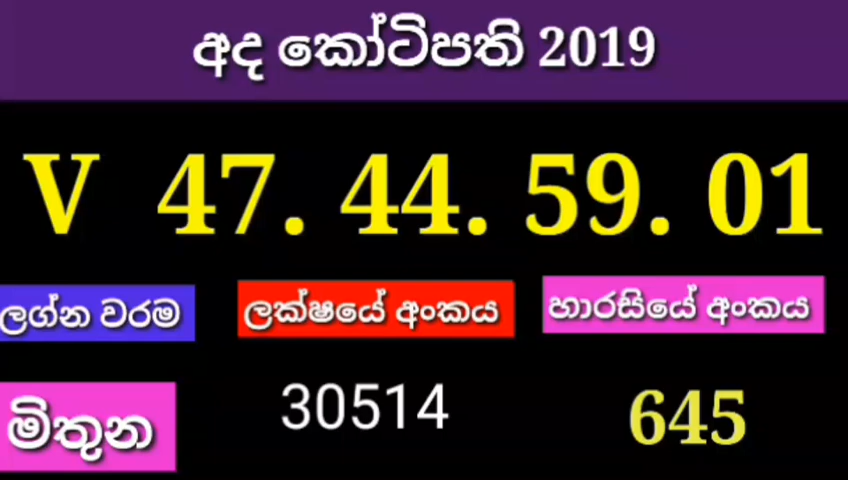 අද කෝටිපති 2019
V 47. 44. 59. 01
ලග්න වරම ලක්ෂයේ අංකය හාරසියේ අංකය
මිතුන 30514 645